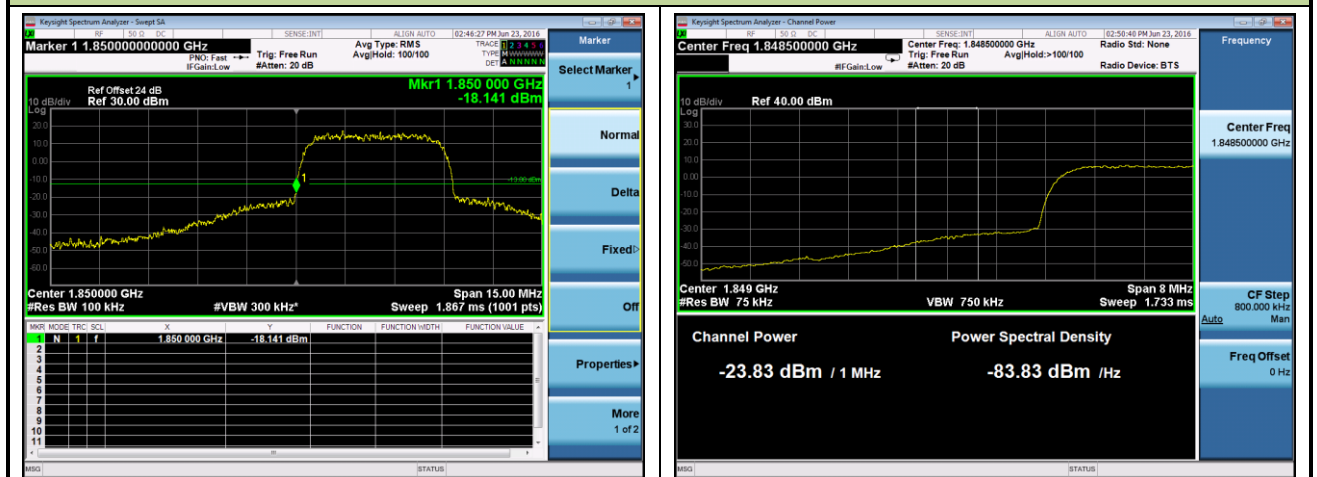 Keysight Spectrum Analyzer - Swept SA
RF 50 Ω DC SENSE:INT ALIGN AUTO 02:46:27 PM Jun 23, 2016
Marker 1 1.850000000000 GHz
PNO: Fast
IFGain:Low
Trig: Free Run
#Atten: 20 dB
Avg Type: RMS
Avg|Hold: 100/100
TRACE 1 2 3 4 5 6
TYPE M WWWWW
DET A N N N N N
Ref Offset 24 dB
10 dB/div Ref 30.00 dBm
Log
Mkr1 1.850 000 GHz
-18.141 dBm
20.0
10.0
0.00
-10.0
-20.0
-30.0
-40.0
-50.0
-60.0
1
-13.00 dBm
Center 1.850000 GHz Span 15.00 MHz
#Res BW 100 kHz #VBW 300 kHz* Sweep 1.867 ms (1001 pts)
MKR MODE TRC SCL X Y FUNCTION FUNCTION WIDTH FUNCTION VALUE
1 N 1 f 1.850 000 GHz -18.141 dBm
2
3
4
5
6
7
8
9
10
11
MSG STATUS
Marker
Select Marker
1
Normal
Delta
Fixed
Off
Properties
More
1 of 2
Keysight Spectrum Analyzer - Channel Power
RF 50 Ω DC SENSE:INT ALIGN AUTO 02:50:40 PM Jun 23, 2016
Center Freq 1.848500000 GHz
#IFGain:Low
Center Freq: 1.848500000 GHz
Trig: Free Run Avg|Hold:>100/100
#Atten: 20 dB
Radio Std: None
Radio Device: BTS
10 dB/div Ref 40.00 dBm
Log
30.0
20.0
10.0
0.00
-10.0
-20.0
-30.0
-40.0
-50.0
Center 1.849 GHz Span 8 MHz
#Res BW 75 kHz VBW 750 kHz Sweep 1.733 ms
Channel Power Power Spectral Density
-23.83 dBm / 1 MHz -83.83 dBm /Hz
MSG STATUS
Frequency
Center Freq
1.848500000 GHz
CF Step
800.000 kHz
Auto Man
Freq Offset
0 Hz